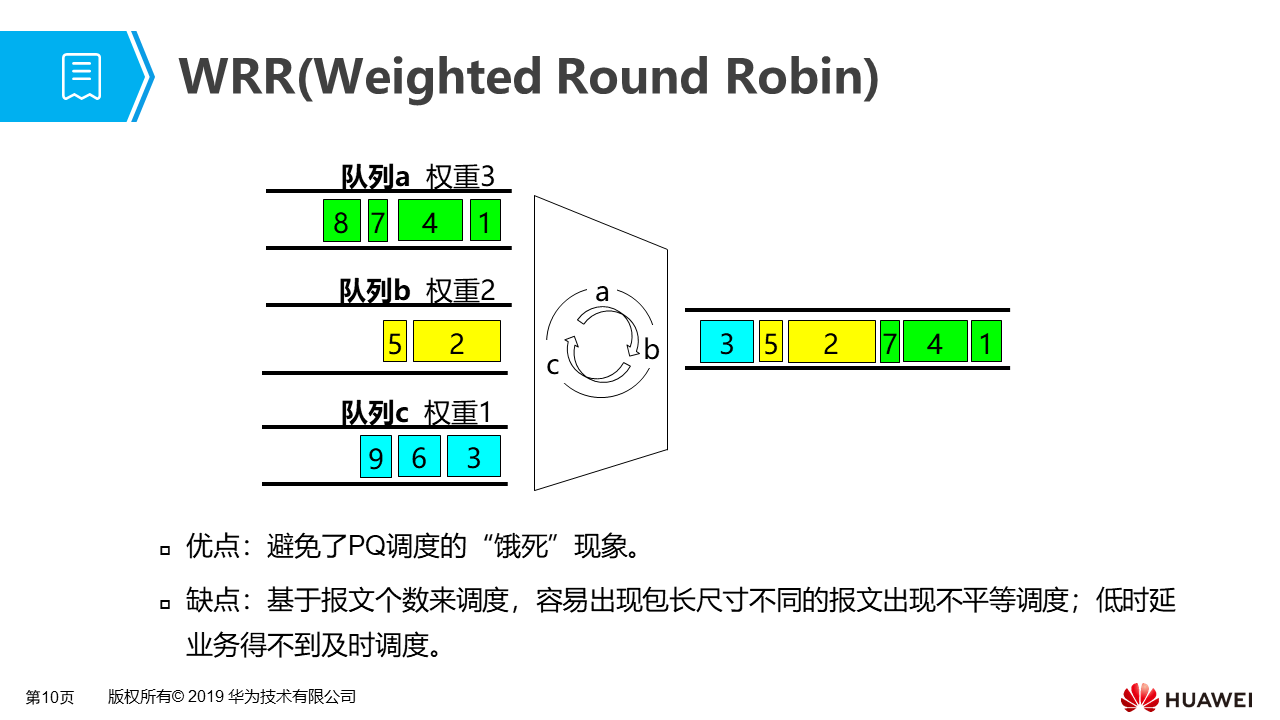 WRR(Weighted Round Robin)
队列a 权重3
8 7 4 1
队列b 权重2
5 2
队列c 权重1
9 6 3
a
b
c
3 5 2 7 4 1
优点：避免了PQ调度的“饿死”现象。
缺点：基于报文个数来调度，容易出现包长尺寸不同的报文出现不平等调度；低时延
业务得不到及时调度。
第10页 版权所有© 2019 华为技术有限公司
HUAWEI